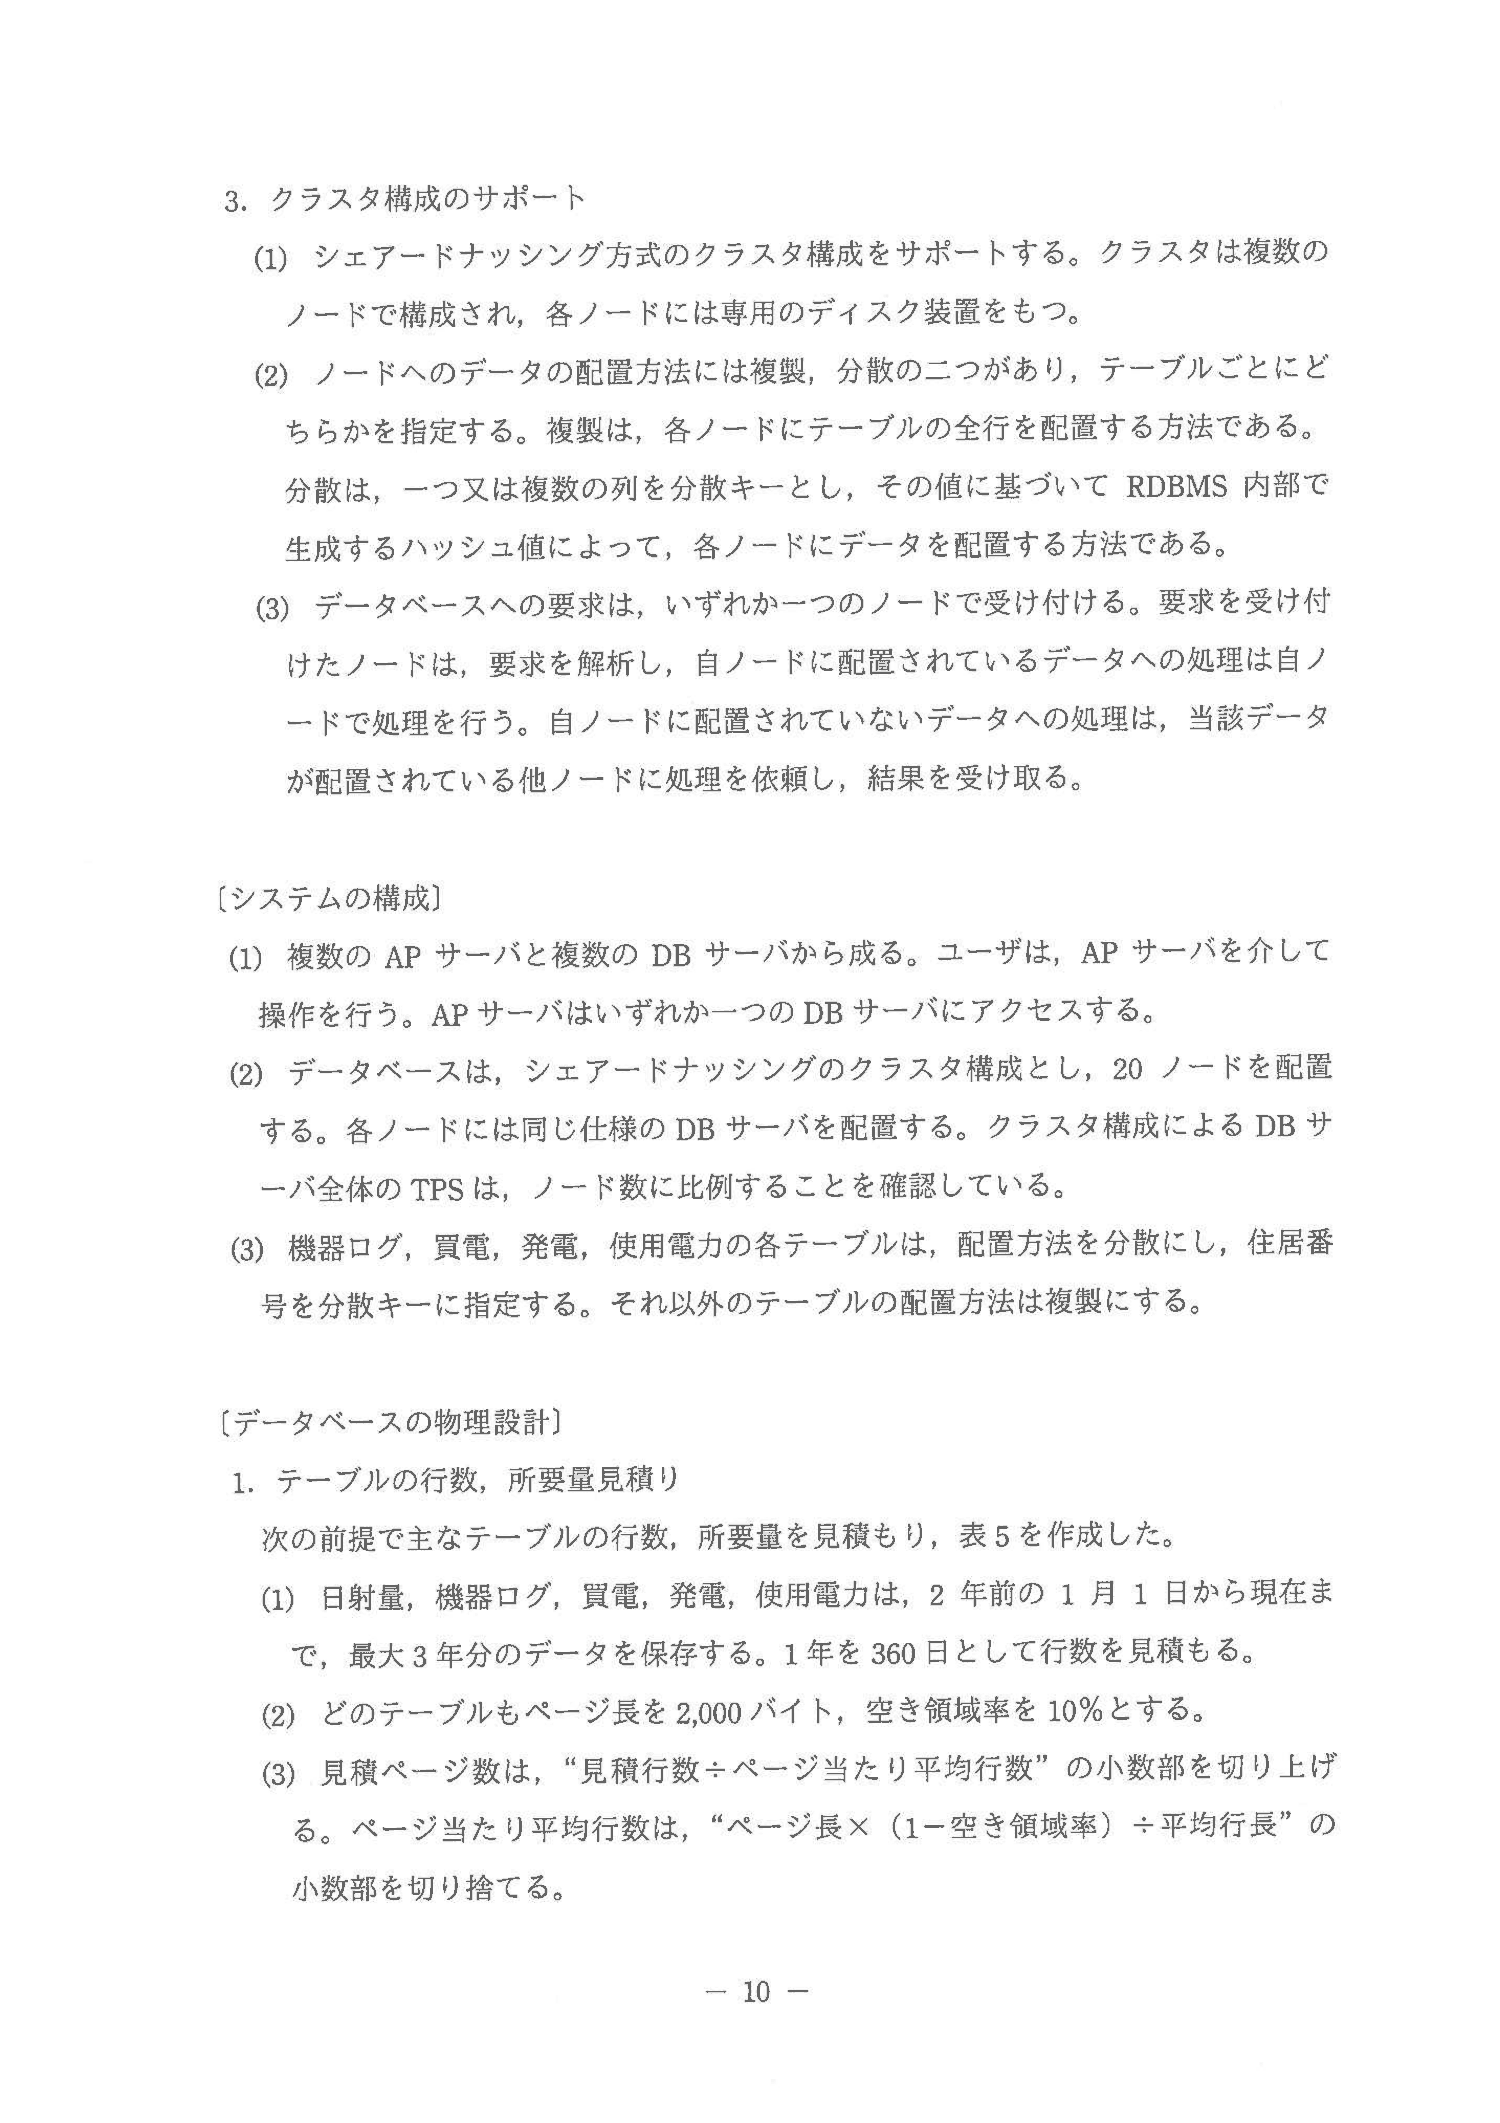 3. クラスタ構成のサポート
(1) シェアードナッシング方式のクラスタ構成をサポートする。クラスタは複数の
ノードで構成され，各ノードには専用のディスク装置をもつ。
(2) ノードへのデータの配置方法には複製，分散の二つがあり，テーブルごとにど
ちらかを指定する。複製は，各ノードにテーブルの全行を配置する方法である。
分散は，一つ又は複数の列を分散キーとし，その値に基づいて RDBMS 内部で
生成するハッシュ値によって，各ノードにデータを配置する方法である。
(3) データベースへの要求は，いずれか一つのノードで受け付ける。要求を受け付
けたノードは，要求を解析し，自ノードに配置されているデータへの処理は自ノ
ードで処理を行う。自ノードに配置されていないデータへの処理は，当該データ
が配置されている他ノードに処理を依頼し，結果を受け取る。
〔システムの構成〕
(1) 複数の AP サーバと複数の DB サーバから成る。ユーザは，AP サーバを介して
操作を行う。AP サーバはいずれか一つの DB サーバにアクセスする。
(2) データベースは，シェアードナッシングのクラスタ構成とし，20 ノードを配置
する。各ノードには同じ仕様の DB サーバを配置する。クラスタ構成による DB サ
ーバ全体の TPS は，ノード数に比例することを確認している。
(3) 機器ログ，買電，発電，使用電力の各テーブルは，配置方法を分散にし，住居番
号を分散キーに指定する。それ以外のテーブルの配置方法は複製にする。
〔データベースの物理設計〕
1. テーブルの行数，所要量見積り
次の前提で主なテーブルの行数，所要量を見積もり，表 5 を作成した。
(1) 日射量，機器ログ，買電，発電，使用電力は，2 年前の 1 月 1 日から現在ま
で，最大 3 年分のデータを保存する。1 年を 360 日として行数を見積もる。
(2) どのテーブルもページ長を 2,000 バイト，空き領域率を 10％とする。
(3) 見積ページ数は，“見積行数÷ページ当たり平均行数”の小数部を切り上げ
る。ページ当たり平均行数は，“ページ長×（1－空き領域率）÷平均行長”の
小数部を切り捨てる。
－ 10 －